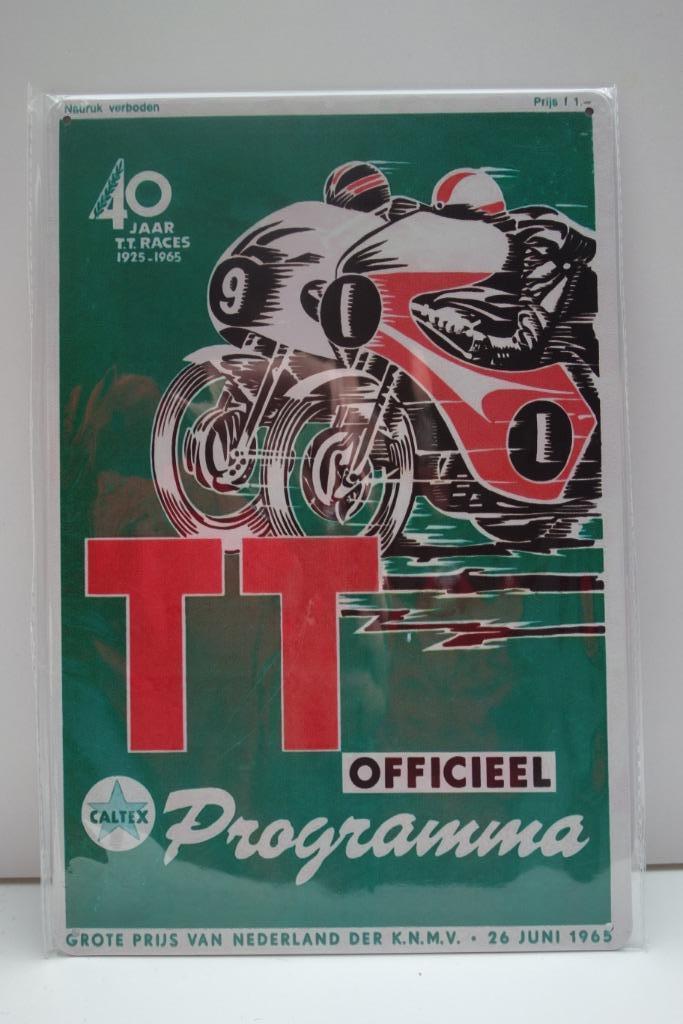 Nadruk verboden
Prijs f 1.-
40
JAAR
T.T. RACES
1925-1965
9
1
1
TT
OFFICIEEL
CALTEX
Programma
GROTE PRIJS VAN NEDERLAND DER K.N.M.V. • 26 JUNI 1965